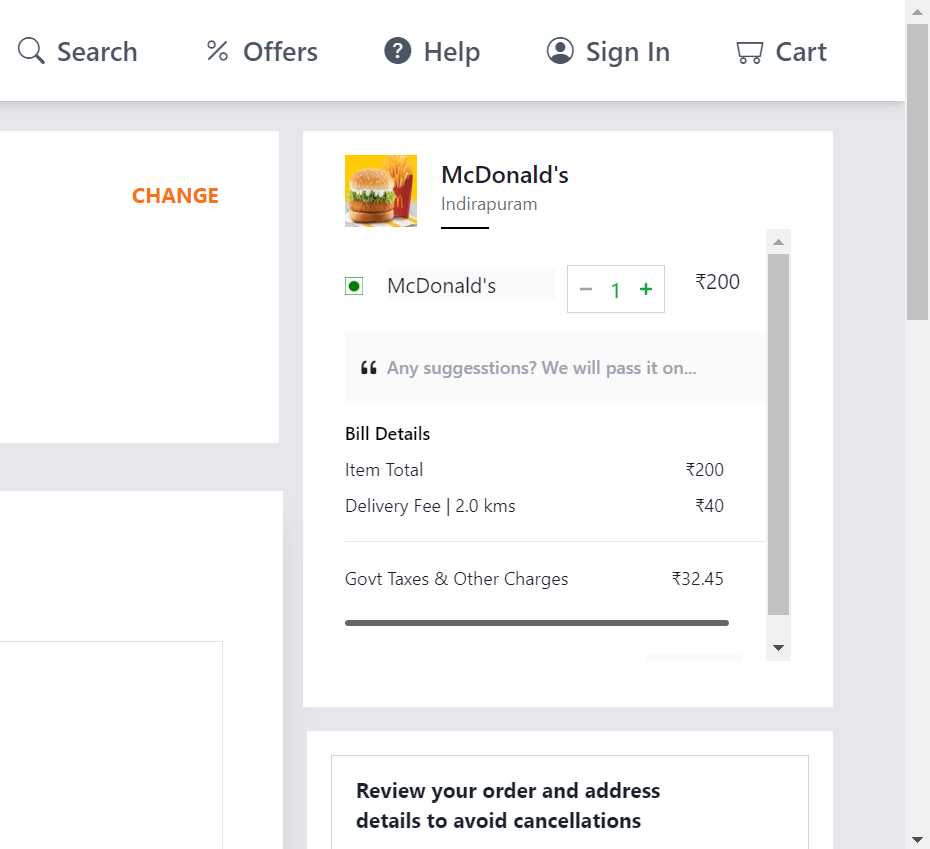 Search Offers Help Sign In Cart
CHANGE
McDonald's
Indirapuram
McDonald's − 1 + ₹200
Any suggesstions? We will pass it on...
Bill Details
Item Total ₹200
Delivery Fee | 2.0 kms ₹40
Govt Taxes & Other Charges ₹32.45
Review your order and address
details to avoid cancellations